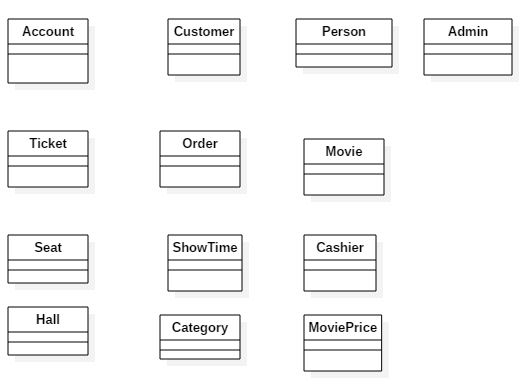 Account
Customer
Person
Admin
Ticket
Order
Movie
Seat
ShowTime
Cashier
Hall
Category
MoviePrice